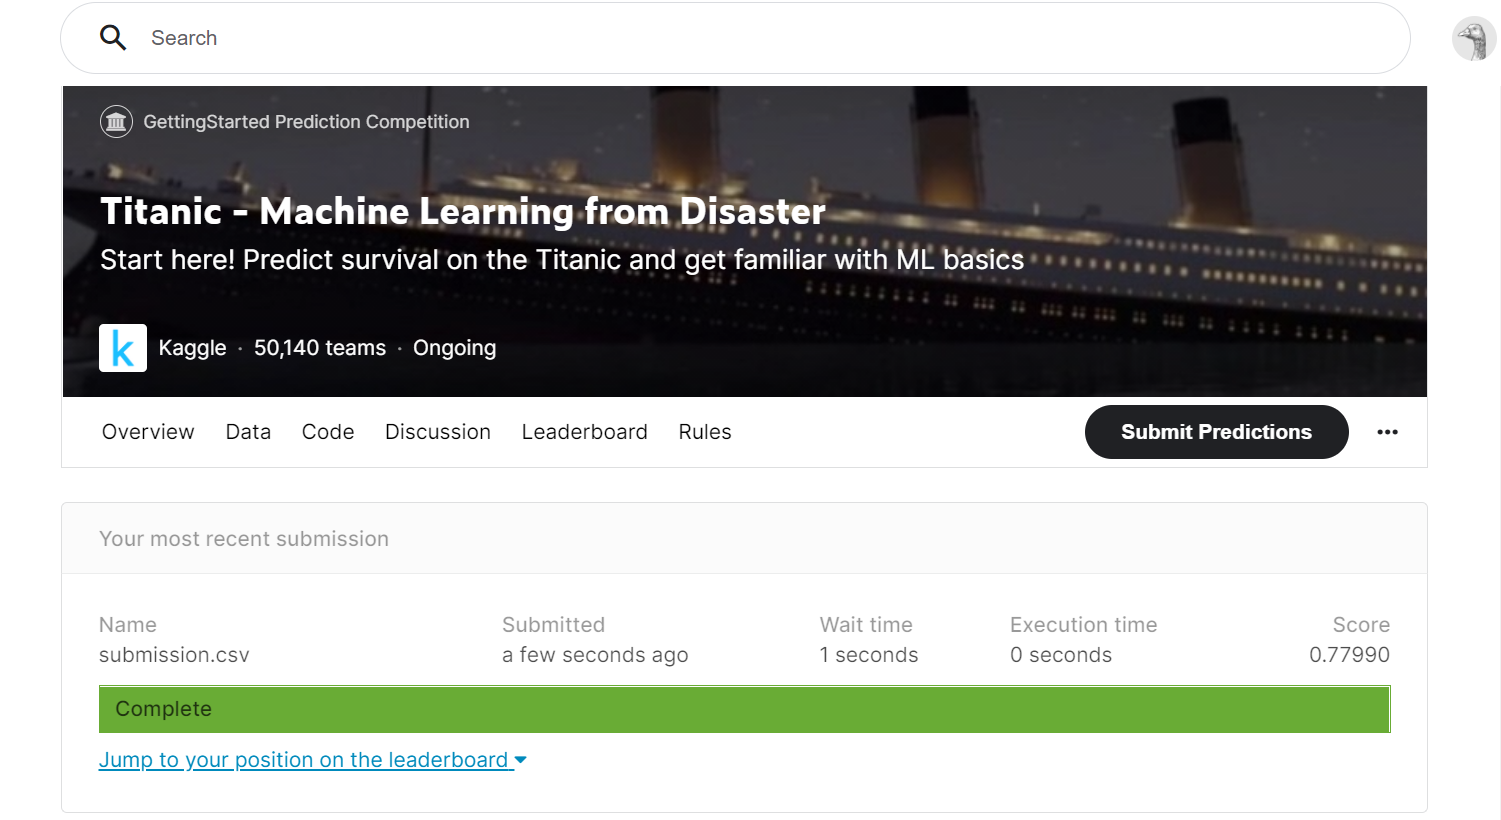 Search
GettingStarted Prediction Competition
Titanic - Machine Learning from Disaster
Start here! Predict survival on the Titanic and get familiar with ML basics
k
Kaggle · 50,140 teams · Ongoing
Overview Data Code Discussion Leaderboard Rules Submit Predictions
Your most recent submission
Name Submitted Wait time Execution time Score
submission.csv a few seconds ago 1 seconds 0 seconds 0.77990
Complete
Jump to your position on the leaderboard